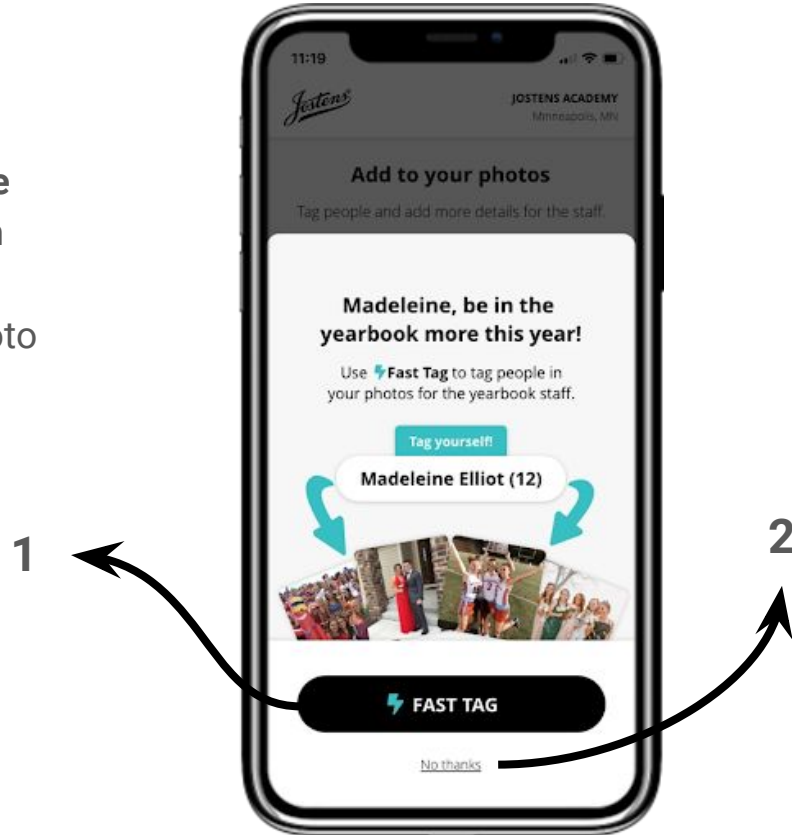 11:19
Jostens
JOSTENS ACADEMY
Minneapolis, MN
Add to your photos
Tag people and add more details for the staff.
Madeleine, be in the
yearbook more this year!
Use Fast Tag to tag people in
your photos for the yearbook staff.
Tag yourself!
Madeleine Elliot (12)
1
2
FAST TAG
No thanks